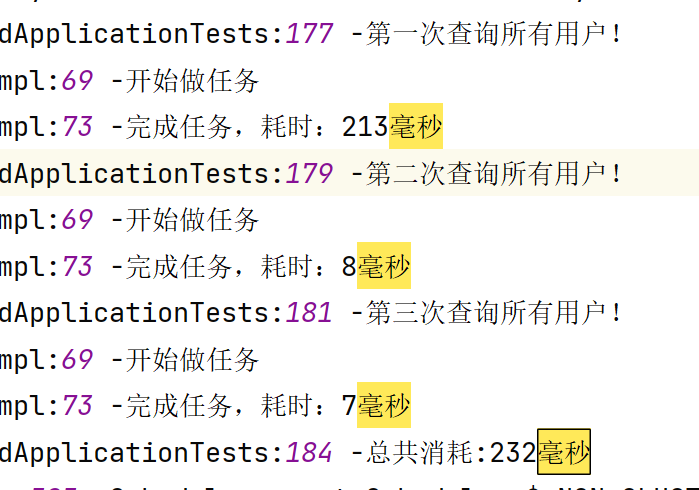 dApplicationTests:177 -第一次查询所有用户!
mpl:69 -开始做任务
mpl:73 -完成任务，耗时：213毫秒
dApplicationTests:179 -第二次查询所有用户!
mpl:69 -开始做任务
mpl:73 -完成任务，耗时：8毫秒
dApplicationTests:181 -第三次查询所有用户!
mpl:69 -开始做任务
mpl:73 -完成任务，耗时：7毫秒
dApplicationTests:184 -总共消耗:232毫秒